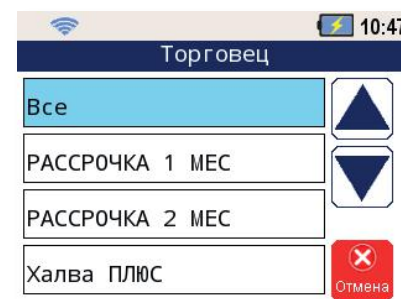 10:47
Торговец
Все
РАССРОЧКА 1 МЕС
РАССРОЧКА 2 МЕС
Халва ПЛЮС
Отмена